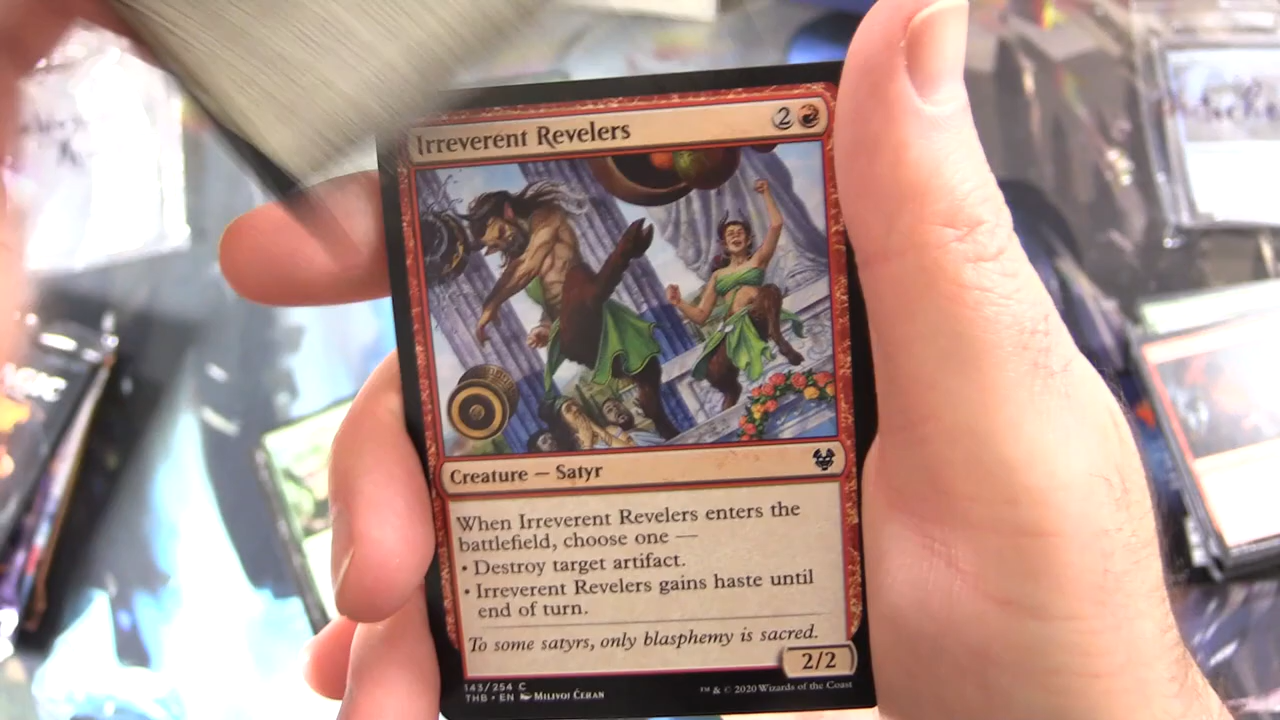 Irreverent Revelers 2
Creature — Satyr
When Irreverent Revelers enters the
battlefield, choose one —
• Destroy target artifact.
• Irreverent Revelers gains haste until
end of turn.
To some satyrs, only blasphemy is sacred.
2/2
143/254 C
THB • EN Milivoj Ćeran
™ & © 2020 Wizards of the Coast